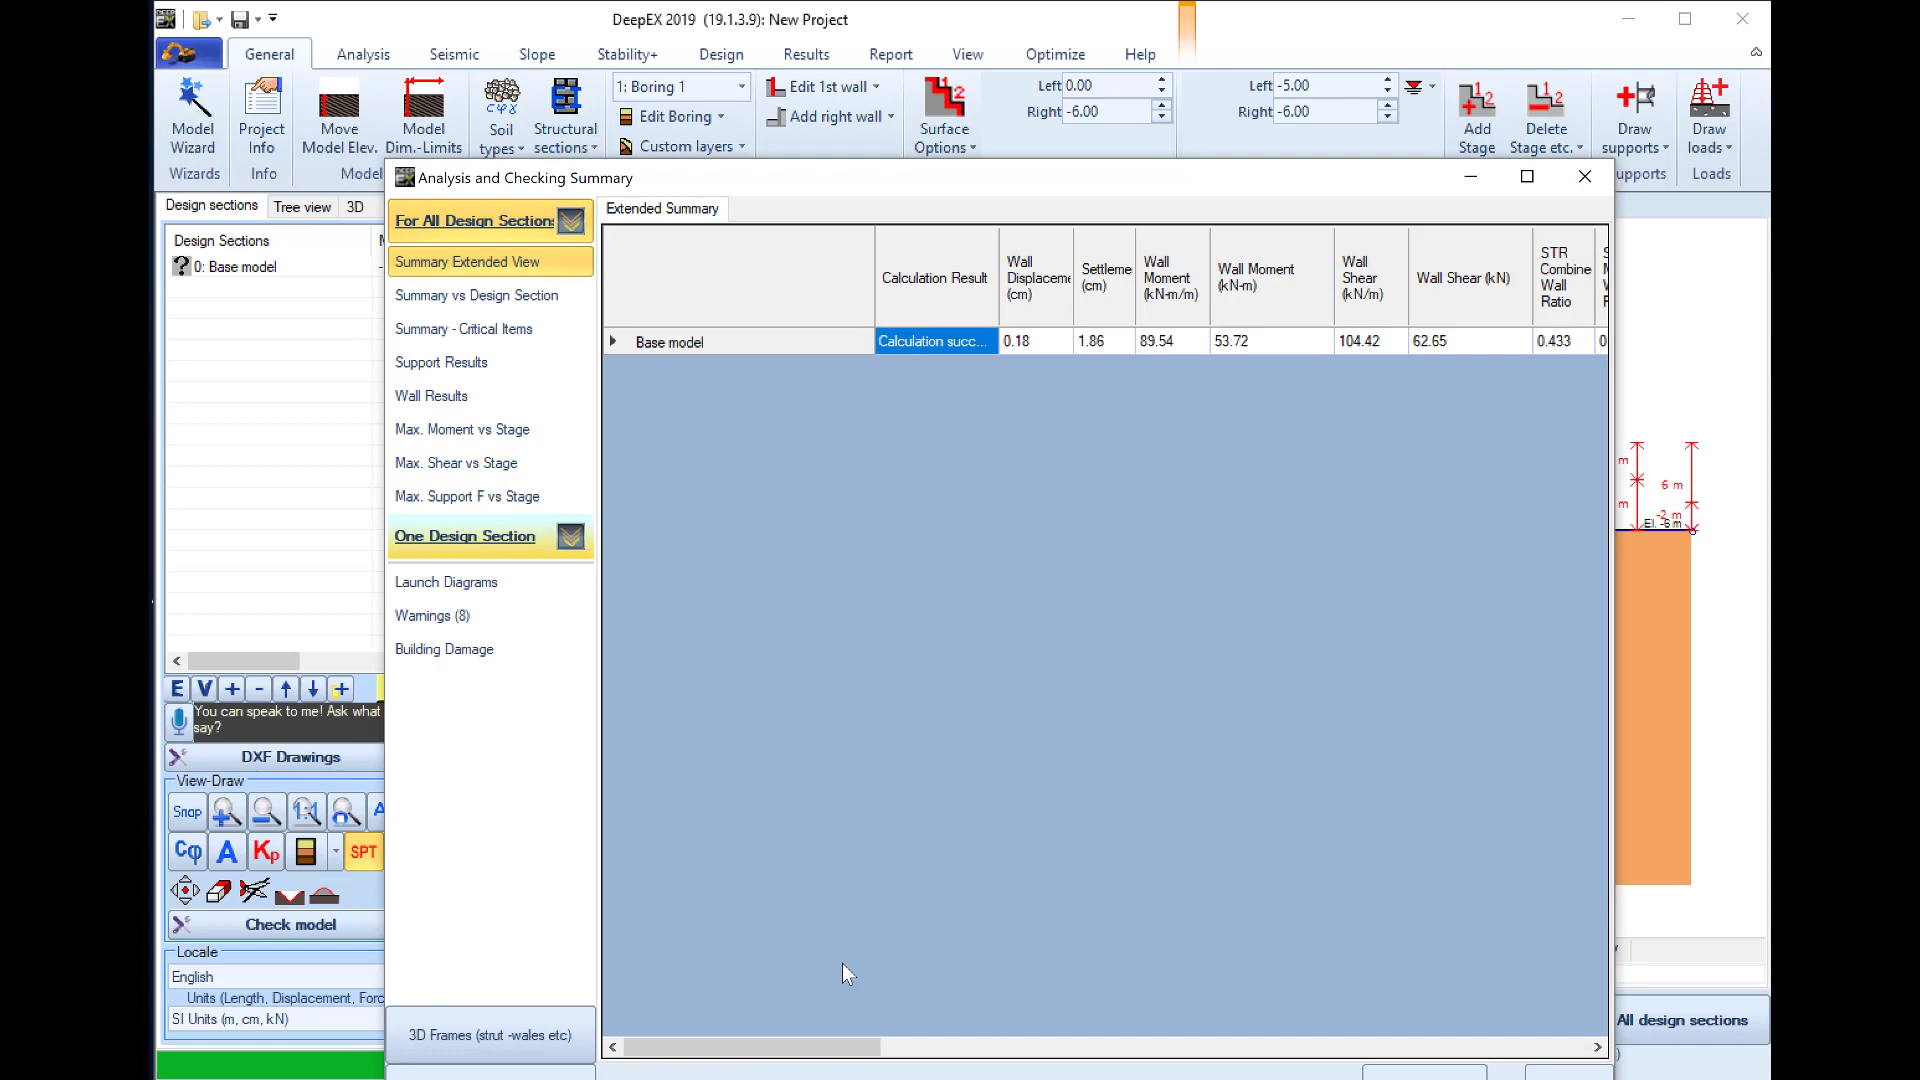 DeepEX 2019 (19.1.3.9): New Project
General Analysis Seismic Slope Stability+ Design Results Report View Optimize Help
Model Wizard
Project Info
Move Model Elev.
Model Dim.-Limits
Soil types
Structural sections
1: Boring 1
Edit Boring
Custom layers
Edit 1st wall
Add right wall
Surface Options
Left 0.00
Right -6.00
Left -5.00
Right -6.00
Add Stage
Delete Stage etc.
Draw supports
Draw loads
Wizards Info Model upports Loads
Analysis and Checking Summary
Design sections Tree view 3D
Design Sections
0: Base model
For All Design Sections
Summary Extended View
Summary vs Design Section
Summary - Critical Items
Support Results
Wall Results
Max. Moment vs Stage
Max. Shear vs Stage
Max. Support F vs Stage
One Design Section
Launch Diagrams
Warnings (8)
Building Damage
3D Frames (strut -wales etc)
Extended Summary
Calculation Result
Wall Displaceme (cm)
Settleme (cm)
Wall Moment (kN-m/m)
Wall Moment (kN-m)
Wall Shear (kN/m)
Wall Shear (kN)
STR Combine Wall Ratio
Base model Calculation succ... 0.18 1.86 89.54 53.72 104.42 62.65 0.433 0
m
6 m
m
-2 m
El. -6 m
E V + - +
You can speak to me! Ask what
say?
DXF Drawings
View-Draw
Snap 1:1 A
Cφ A Kp SPT
Check model
Locale
English
Units (Length, Displacement, Forc
SI Units (m, cm, kN)
All design sections